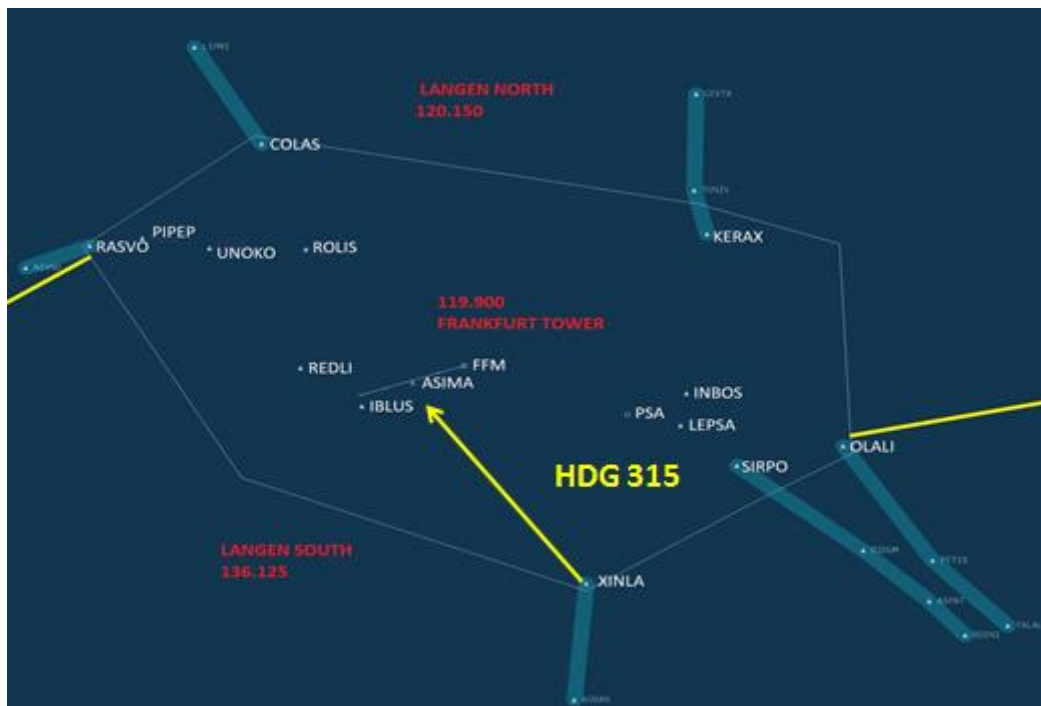 LANGEN NORTH
120.150
COLAS
RASVO
PIPEP
UNOKO
ROLIS
KERAX
119.900
FRANKFURT TOWER
REDLI
FFM
ASIMA
IBLUS
INBOS
PSA
LEPSA
OLALI
SIRPO
HDG 315
LANGEN SOUTH
136.125
XINLA